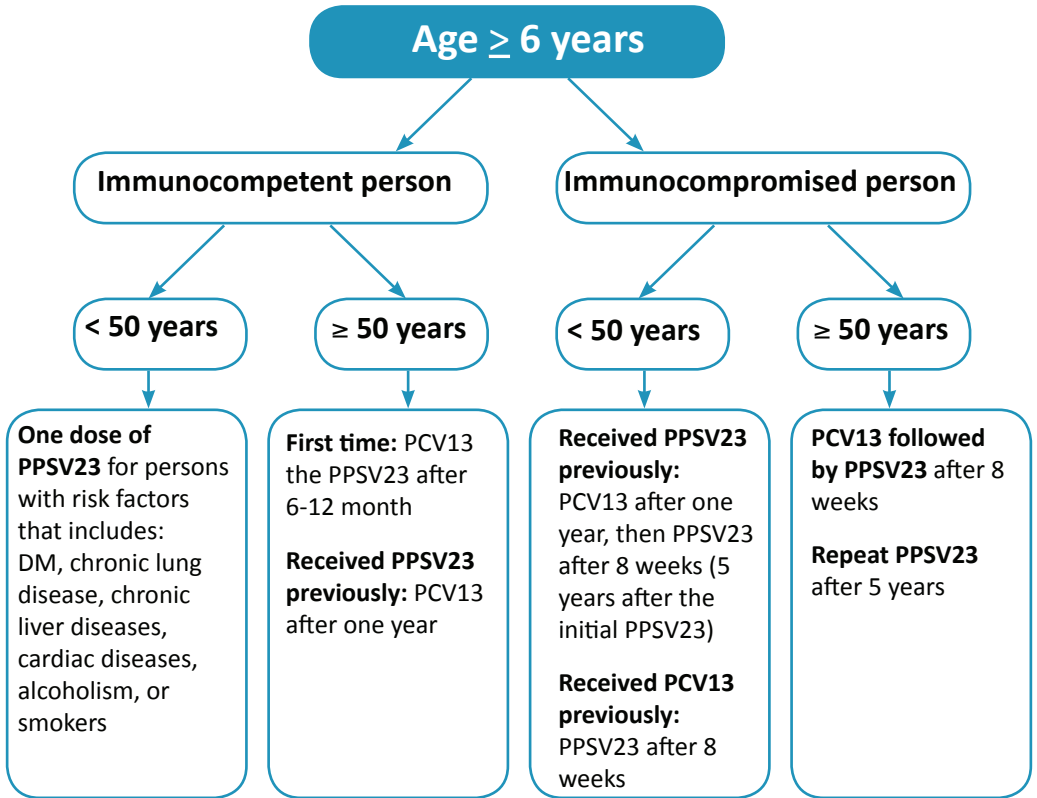 Age ≥ 6 years
Immunocompetent person
Immunocompromised person
< 50 years
≥ 50 years
< 50 years
≥ 50 years
One dose of
PPSV23 for persons
with risk factors
that includes:
DM, chronic lung
disease, chronic
liver diseases,
cardiac diseases,
alcoholism, or
smokers
First time: PCV13
the PPSV23 after
6-12 month
Received PPSV23
previously: PCV13
after one year
Received PPSV23
previously:
PCV13 after one
year, then PPSV23
after 8 weeks (5
years after the
initial PPSV23)
Received PCV13
previously:
PPSV23 after 8
weeks
PCV13 followed
by PPSV23 after 8
weeks
Repeat PPSV23
after 5 years